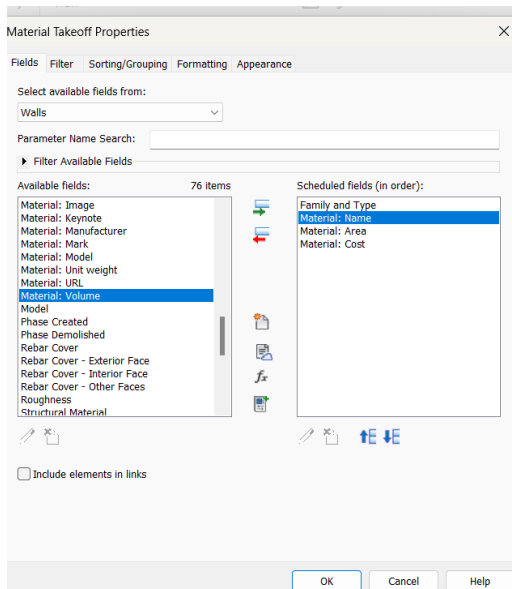 Material Takeoff Properties
Fields Filter Sorting/Grouping Formatting Appearance
Select available fields from:
Walls
Parameter Name Search:
Filter Available Fields
Available fields: 76 items
Material: Image
Material: Keynote
Material: Manufacturer
Material: Mark
Material: Model
Material: Unit weight
Material: URL
Material: Volume
Model
Phase Created
Phase Demolished
Rebar Cover
Rebar Cover - Exterior Face
Rebar Cover - Interior Face
Rebar Cover - Other Faces
Roughness
Structural Material
Scheduled fields (in order):
Family and Type
Material: Name
Material: Area
Material: Cost
fx
Include elements in links
OK Cancel Help